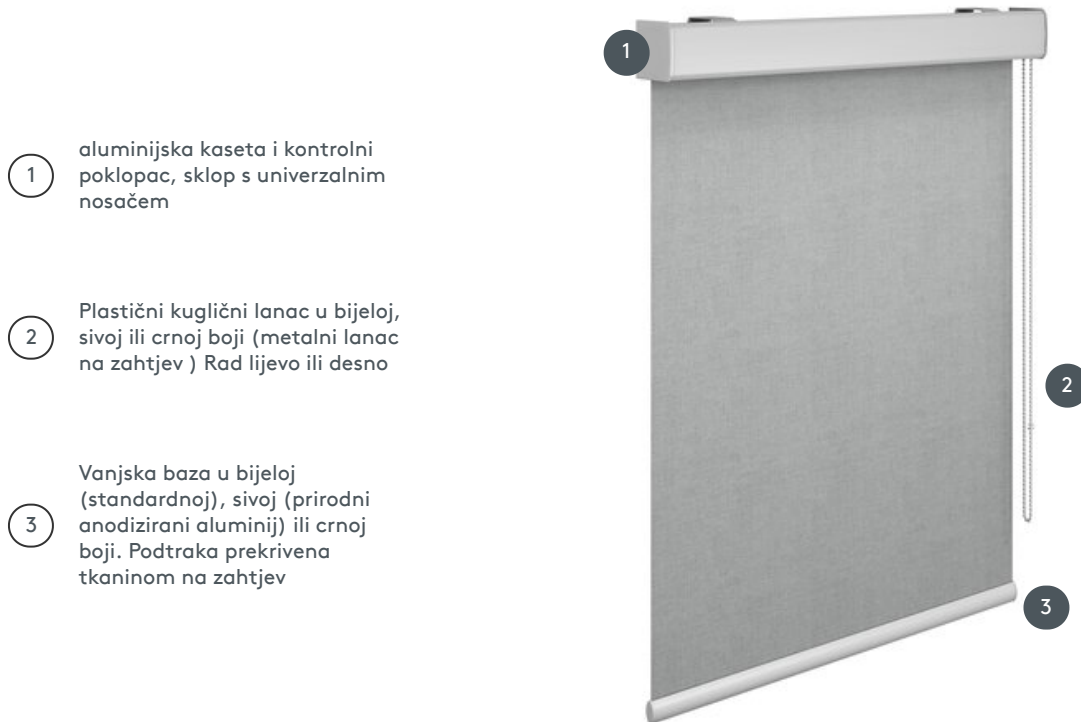 1
aluminijska kaseta i kontrolni
poklopac, sklop s univerzalnim
nosačem
2
Plastični kuglični lanac u bijeloj,
sivoj ili crnoj boji (metalni lanac
na zahtjev ) Rad lijevo ili desno
3
Vanjska baza u bijeloj
(standardnoj), sivoj (prirodni
anodizirani aluminij) ili crnoj
boji. Podtraka prekrivena
tkaninom na zahtjev
1
2
3